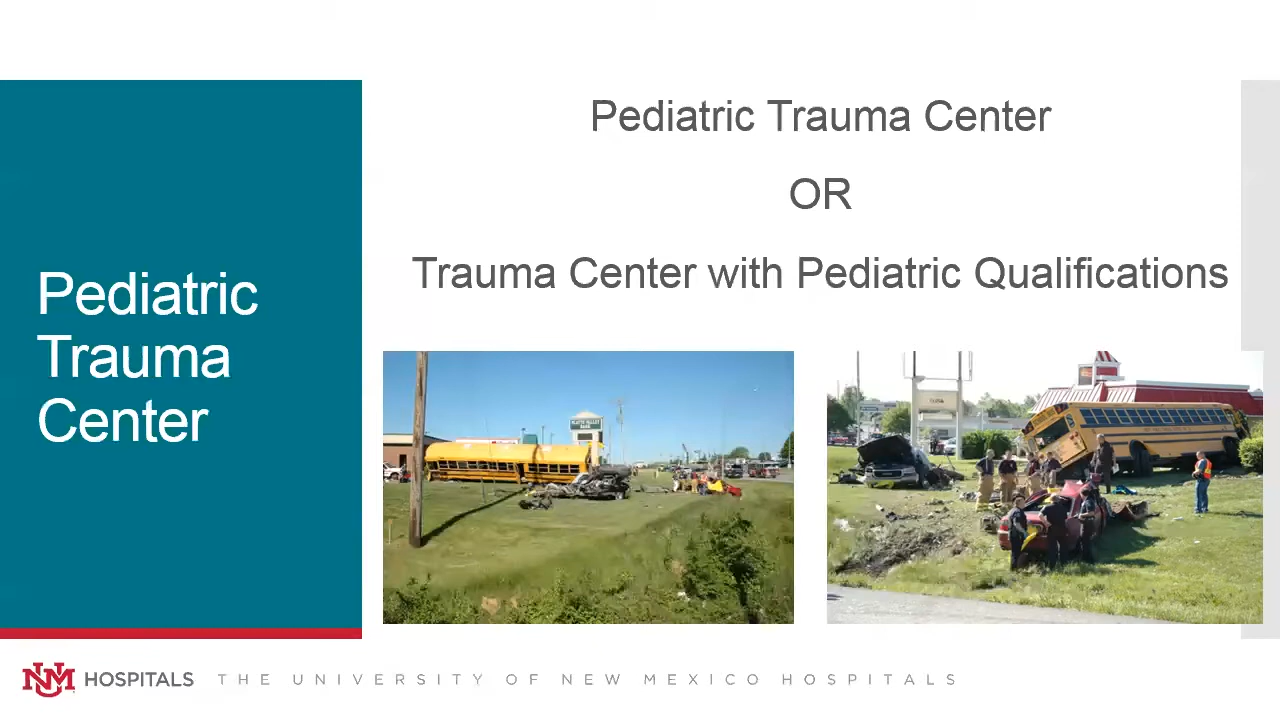 Pediatric Trauma Center
OR
Trauma Center with Pediatric Qualifications
Pediatric
Trauma
Center
UNM HOSPITALS THE UNIVERSITY OF NEW MEXICO HOSPITALS